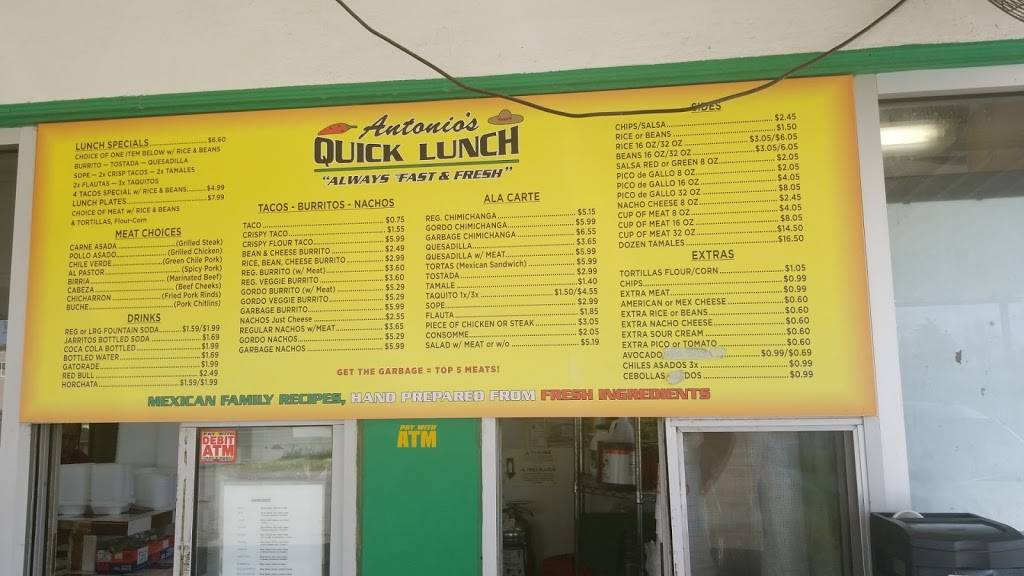 Antonio's
QUICK LUNCH
"ALWAYS FAST & FRESH"
LUNCH SPECIALS $6.60
CHOICE OF ONE ITEM BELOW w/ RICE & BEANS
BURRITO — TOSTADA — QUESADILLA
SOPE — 2x CRISP TACOS — 2x TAMALES
2x FLAUTAS — 3x TAQUITOS
4 TACOS SPECIAL w/ RICE & BEANS $4.99
LUNCH PLATES $7.99
CHOICE OF MEAT w/ RICE & BEANS
& TORTILLAS, Flour-Corn
MEAT CHOICES
CARNE ASADA (Grilled Steak)
POLLO ASADO (Grilled Chicken)
CHILE VERDE (Green Chile Pork)
AL PASTOR (Spicy Pork)
BIRRIA (Marinated Beef)
CABEZA (Beef Cheeks)
CHICHARRON (Fried Pork Rinds)
BUCHE (Pork Chitlins)
DRINKS
REG or LRG FOUNTAIN SODA $1.59/$1.99
JARRITOS BOTTLED SODA $1.69
COCA COLA BOTTLED $1.99
BOTTLED WATER $1.69
GATORADE $1.99
RED BULL $2.49
HORCHATA $1.59/$1.99
TACOS - BURRITOS - NACHOS
TACO $0.75
CRISPY TACO $1.55
CRISPY FLOUR TACO $5.99
BEAN & CHEESE BURRITO $2.49
RICE, BEAN, CHEESE BURRITO $2.99
REG. BURRITO (w/ Meat) $3.60
REG. VEGGIE BURRITO $3.60
GORDO BURRITO (w/ Meat) $5.29
GORDO VEGGIE BURRITO $5.29
GARBAGE BURRITO $5.99
NACHOS Just Cheese $2.55
REGULAR NACHOS w/MEAT $3.65
GORDO NACHOS $5.29
GARBAGE NACHOS $5.99
ALA CARTE
REG. CHIMICHANGA $5.15
GORDO CHIMICHANGA $5.99
GARBAGE CHIMICHANGA $6.55
QUESADILLA $3.65
QUESADILLA w/ MEAT $5.99
TORTAS (Mexican Sandwich) $5.99
TOSTADA $2.99
TAMALE $1.40
TAQUITO 1x/3x $1.50/$4.55
SOPE $2.99
FLAUTA $1.85
PIECE OF CHICKEN OR STEAK $3.05
CONSOMME $2.05
SALAD w/ MEAT or w/o $5.19
GET THE GARBAGE = TOP 5 MEATS!
SIDES
CHIPS/SALSA $2.45
RICE or BEANS $1.50
RICE 16 OZ/32 OZ $3.05/$6.05
BEANS 16 OZ/32 OZ $3.05/6.05
SALSA RED or GREEN 8 OZ $2.05
PICO de GALLO 8 OZ $2.05
PICO de GALLO 16 OZ $4.05
PICO de GALLO 32 OZ $8.05
NACHO CHEESE 8 OZ $2.45
CUP OF MEAT 8 OZ $4.05
CUP OF MEAT 16 OZ $8.05
CUP OF MEAT 32 OZ $14.50
DOZEN TAMALES $16.50
EXTRAS
TORTILLAS FLOUR/CORN $1.05
CHIPS $0.99
EXTRA MEAT $0.99
AMERICAN or MEX CHEESE $0.60
EXTRA RICE or BEANS $0.60
EXTRA NACHO CHEESE $0.60
EXTRA SOUR CREAM $0.60
EXTRA PICO or TOMATO $0.60
AVOCADO $0.99/$0.69
CHILES ASADOS 3x $0.99
CEBOLLAS DOS $0.99
MEXICAN FAMILY RECIPES, HAND PREPARED FROM FRESH INGREDIENTS
PAY WITH
DEBIT
ATM
PAY WITH
ATM